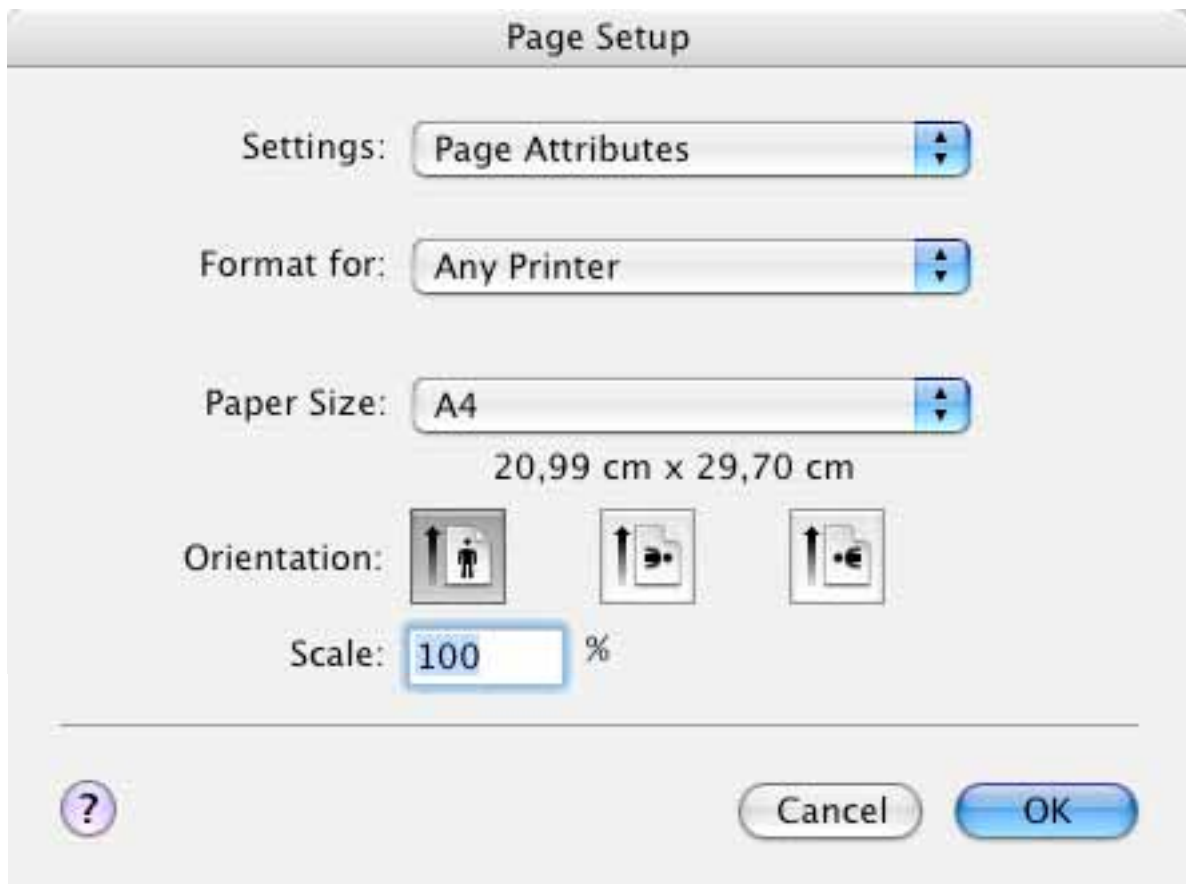 Page Setup
Settings: Page Attributes
Format for: Any Printer
Paper Size: A4
20,99 cm x 29,70 cm
Orientation:
Scale: 100 %
? Cancel OK